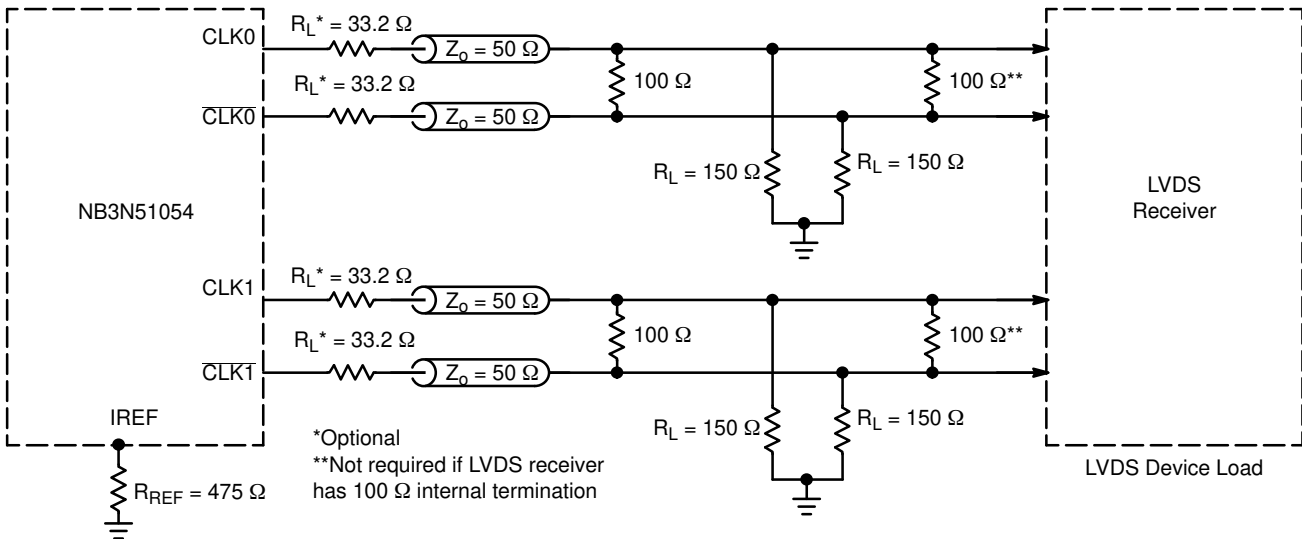 CLK0
R_L* = 33.2 Ω
Z_o = 50 Ω
100 Ω
100 Ω**
R_L* = 33.2 Ω
C̅L̅K̅0̅
Z_o = 50 Ω
R_L = 150 Ω
R_L = 150 Ω
NB3N51054
LVDS
Receiver
CLK1
R_L* = 33.2 Ω
Z_o = 50 Ω
100 Ω
100 Ω**
R_L* = 33.2 Ω
C̅L̅K̅1̅
Z_o = 50 Ω
R_L = 150 Ω
R_L = 150 Ω
IREF
R_REF = 475 Ω
*Optional
**Not required if LVDS receiver
has 100 Ω internal termination
LVDS Device Load